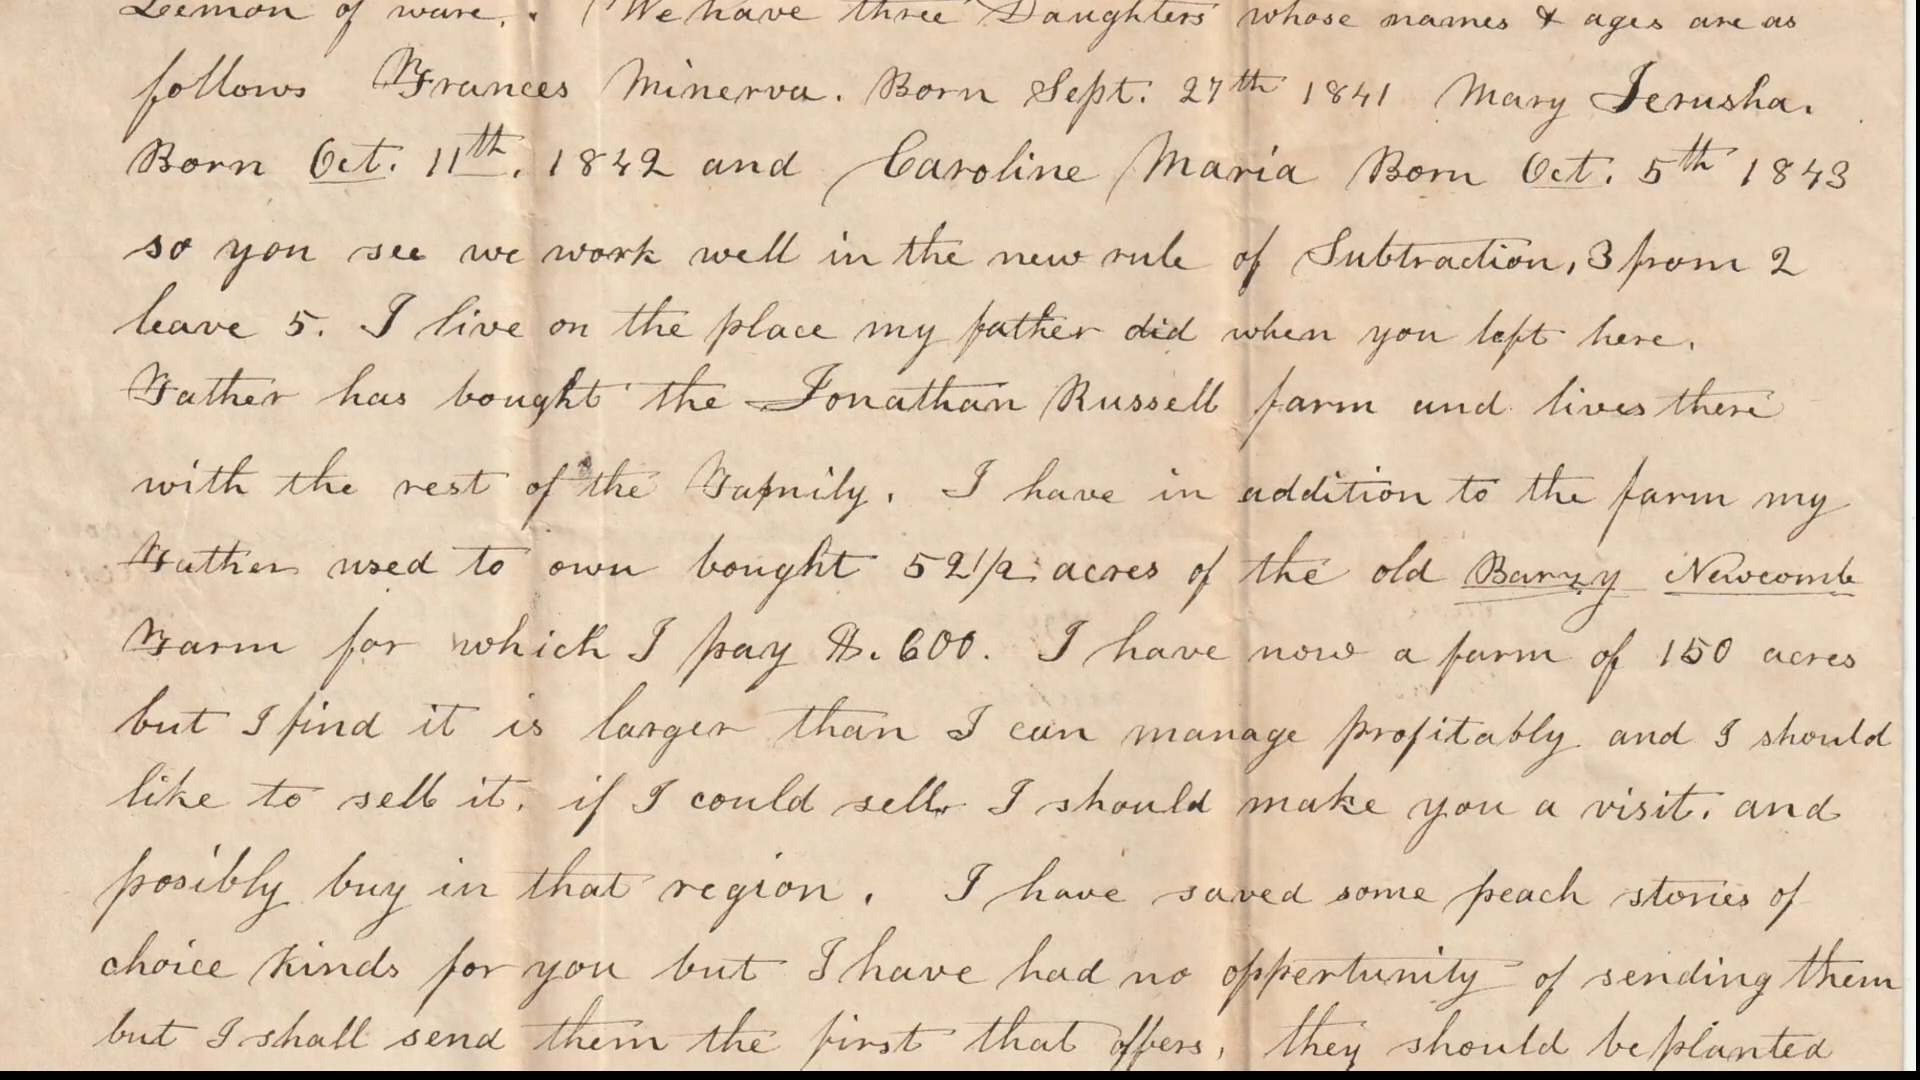 Lemon of ware. (We have three Daughters whose names & ages are as
follows Frances Minerva. Born Sept. 27th 1841 Mary Jerusha.
Born Oct. 11th. 1842 and Caroline Maria Born Oct. 5th 1843
so you see we work well in the new rule of Subtraction, 3 from 2
leave 5. I live on the place my father did when you left here.
Father has bought the Jonathan Russell farm and lives there
with the rest of the Family. I have in addition to the farm my
Father used to own bought 52 1/2 acres of the old Barzy Newcomb
Farm for which I pay $. 600. I have now a farm of 150 acres
but I find it is larger than I can manage profitably and I should
like to sell it. if I could sell I should make you a visit. and
posibly buy in that region. I have saved some peach stones of
choice kinds for you but I have had no oppertunity of sending them
but I shall send them the first that offers, they should be planted